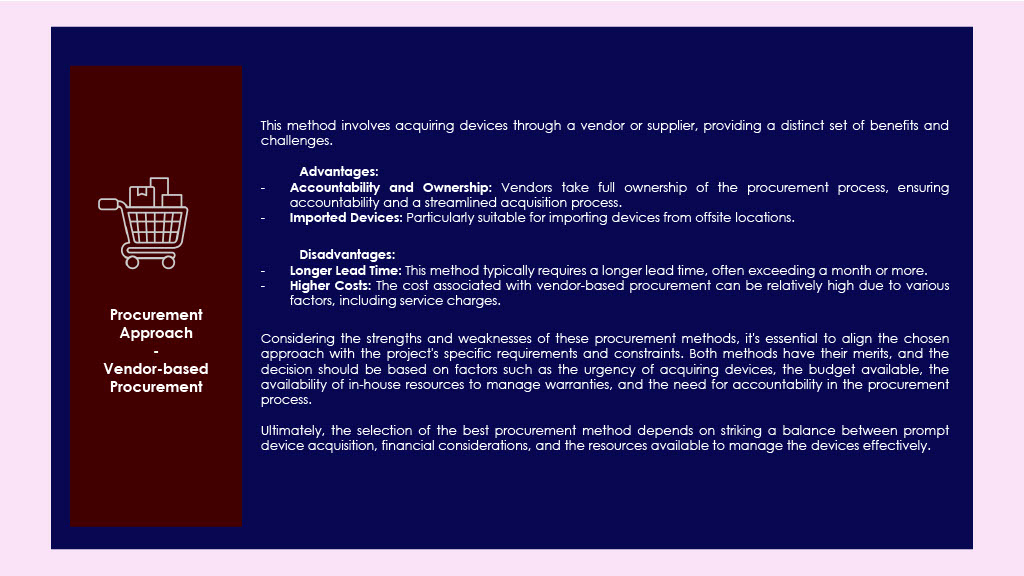 Procurement
Approach
-
Vendor-based
Procurement
This method involves acquiring devices through a vendor or supplier, providing a distinct set of benefits and
challenges.
Advantages:
- Accountability and Ownership: Vendors take full ownership of the procurement process, ensuring
accountability and a streamlined acquisition process.
- Imported Devices: Particularly suitable for importing devices from offsite locations.
Disadvantages:
- Longer Lead Time: This method typically requires a longer lead time, often exceeding a month or more.
- Higher Costs: The cost associated with vendor-based procurement can be relatively high due to various
factors, including service charges.
Considering the strengths and weaknesses of these procurement methods, it's essential to align the chosen
approach with the project's specific requirements and constraints. Both methods have their merits, and the
decision should be based on factors such as the urgency of acquiring devices, the budget available, the
availability of in-house resources to manage warranties, and the need for accountability in the procurement
process.
Ultimately, the selection of the best procurement method depends on striking a balance between prompt
device acquisition, financial considerations, and the resources available to manage the devices effectively.